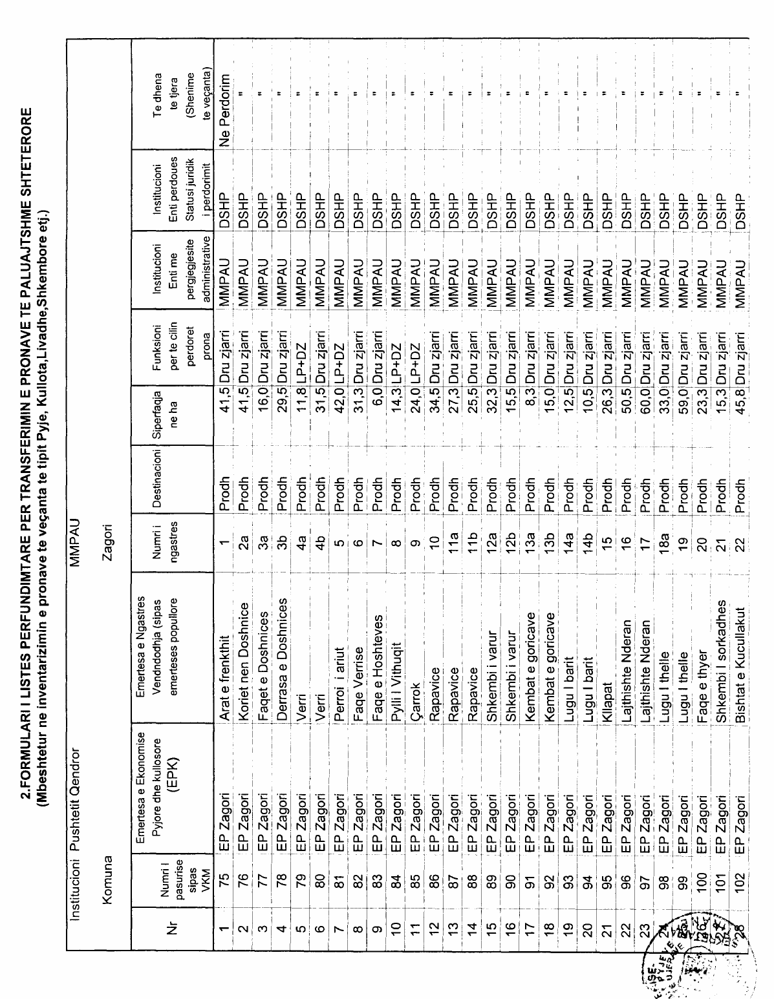 2.FORMULARI I LISTES PERFUNDIMTARE PER TRANSFERIMIN E PRONAVE TE PALUAJTSHME SHTETERORE
(Mbeshtetur ne inventarizimin e pronave te veçanta te tipit Pyje, Kullota,Livadhe,Shkembore etj.)
Institucioni Pushtetit Qendror MMPAU
Komuna Zagori
Nr
Numri I pasurise sipas VKM
Emertesa e Ekonomise Pyjore dhe kullosore (EPK)
Emertesa e Ngastres Vendndodhja (sipas emerteses popullore
Numri i ngastres
Destinacioni
Siperfaqja ne ha
Funksioni per te cilin perdoret prona
Institucioni Enti me pergjegjesite administrative
Institucioni Enti perdoues Statusi juridik i perdonimit
Te dhena te tjera (Shenime te veçanta)
1 75 EP Zagori Arat e frenkthit 1 Prodh 41,5 Dru zjarri MMPAU DSHP Ne Perdorim
2 76 EP Zagori Koriet nen Doshnice 2a Prodh 41,5 Dru zjarri MMPAU DSHP "
3 77 EP Zagori Faqet e Doshnices 3a Prodh 16,0 Dru zjarri MMPAU DSHP "
4 78 EP Zagori Derrasa e Doshnices 3b Prodh 29,5 Dru zjarri MMPAU DSHP "
5 79 EP Zagori Verri 4a Prodh 11,8 LP+DZ MMPAU DSHP "
6 80 EP Zagori Verri 4b Prodh 31,5 Dru zjarri MMPAU DSHP "
7 81 EP Zagori Perroi i ariut 5 Prodh 42,0 LP+DZ MMPAU DSHP "
8 82 EP Zagori Faqe Verrise 6 Prodh 31,3 Dru zjarri MMPAU DSHP "
9 83 EP Zagori Faqe e Hoshteves 7 Prodh 6,0 Dru zjarri MMPAU DSHP "
10 84 EP Zagori Pylli I Vithuqit 8 Prodh 14,3 LP+DZ MMPAU DSHP "
11 85 EP Zagori Çarrok 9 Prodh 24,0 LP+DZ MMPAU DSHP "
12 86 EP Zagori Rapavice 10 Prodh 34,5 Dru zjarri MMPAU DSHP "
13 87 EP Zagori Rapavice 11a Prodh 27,3 Dru zjarri MMPAU DSHP "
14 88 EP Zagori Rapavice 11b Prodh 25,5 Dru zjarri MMPAU DSHP "
15 89 EP Zagori Shkembi i varur 12a Prodh 32,3 Dru zjarri MMPAU DSHP "
16 90 EP Zagori Shkembi i varur 12b Prodh 15,5 Dru zjarri MMPAU DSHP "
17 91 EP Zagori Kembat e goricave 13a Prodh 8,3 Dru zjarri MMPAU DSHP "
18 92 EP Zagori Kembat e goricave 13b Prodh 15,0 Dru zjarri MMPAU DSHP "
19 93 EP Zagori Lugu I barit 14a Prodh 12,5 Dru zjarri MMPAU DSHP "
20 94 EP Zagori Lugu I barit 14b Prodh 10,5 Dru zjarri MMPAU DSHP "
21 95 EP Zagori Kllapat 15 Prodh 26,3 Dru zjarri MMPAU DSHP "
22 96 EP Zagori Lajthishte Nderan 16 Prodh 50,5 Dru zjarri MMPAU DSHP "
23 97 EP Zagori Lajthishte Nderan 17 Prodh 60,0 Dru zjarri MMPAU DSHP "
24 98 EP Zagori Lugu I thelle 18a Prodh 33,0 Dru zjarri MMPAU DSHP "
25 99 EP Zagori Lugu I thelle 19 Prodh 59,0 Dru zjarri MMPAU DSHP "
26 100 EP Zagori Faqe e thyer 20 Prodh 23,3 Dru zjarri MMPAU DSHP "
27 101 EP Zagori Shkembi I sorkadhes 21 Prodh 15,3 Dru zjarri MMPAU DSHP "
28 102 EP Zagori Bishtat e Kucullakut 22 Prodh 45,8 Dru zjarri MMPAU DSHP "
PYJEVE
UJERAVE